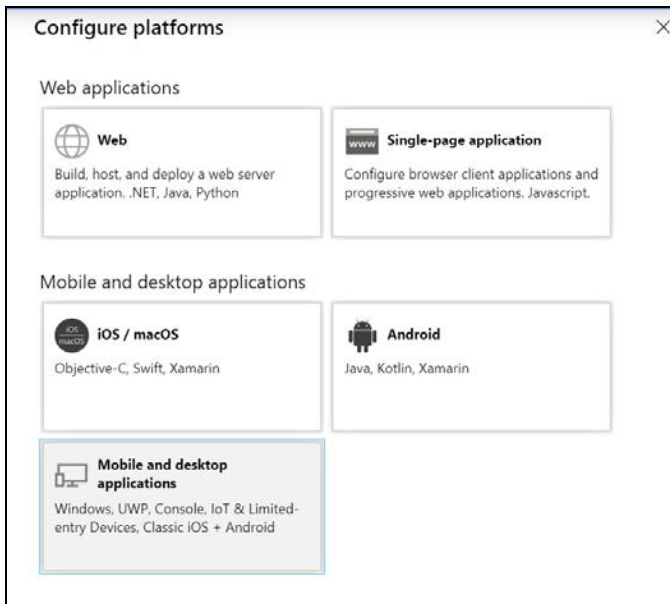 Configure platforms
Web applications
Web
Build, host, and deploy a web server
application. .NET, Java, Python
www
Single-page application
Configure browser client applications and
progressive web applications. Javascript.
Mobile and desktop applications
iOS
macOS
iOS / macOS
Objective-C, Swift, Xamarin
Android
Java, Kotlin, Xamarin
Mobile and desktop
applications
Windows, UWP, Console, IoT & Limited-
entry Devices, Classic iOS + Android